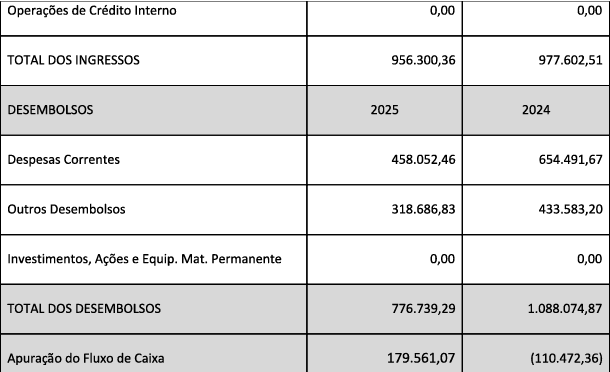 Operações de Crédito Interno 0,00 0,00
TOTAL DOS INGRESSOS 956.300,36 977.602,51
DESEMBOLSOS 2025 2024
Despesas Correntes 458.052,46 654.491,67
Outros Desembolsos 318.686,83 433.583,20
Investimentos, Ações e Equip. Mat. Permanente 0,00 0,00
TOTAL DOS DESEMBOLSOS 776.739,29 1.088.074,87
Apuração do Fluxo de Caixa 179.561,07 (110.472,36)